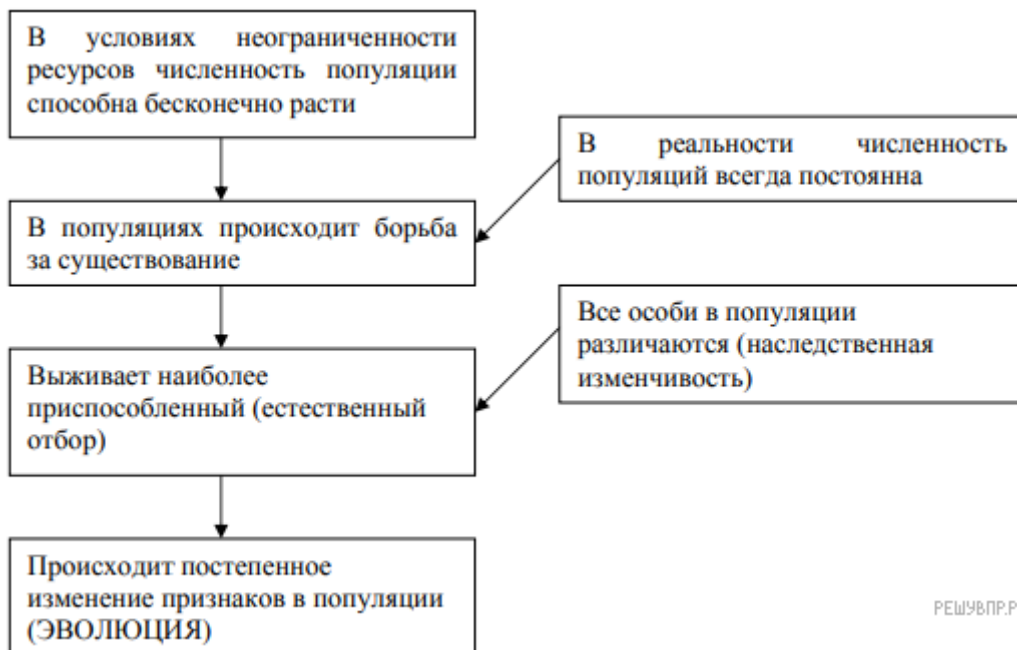 В условиях неограниченности
ресурсов численность популяции
способна бесконечно расти
В реальности численность
популяций всегда постоянна
В популяциях происходит борьба
за существование
Все особи в популяции
различаются (наследственная
изменчивость)
Выживает наиболее
приспособленный (естественный
отбор)
Происходит постепенное
изменение признаков в популяции
(ЭВОЛЮЦИЯ)
РЕШУВПР.Р